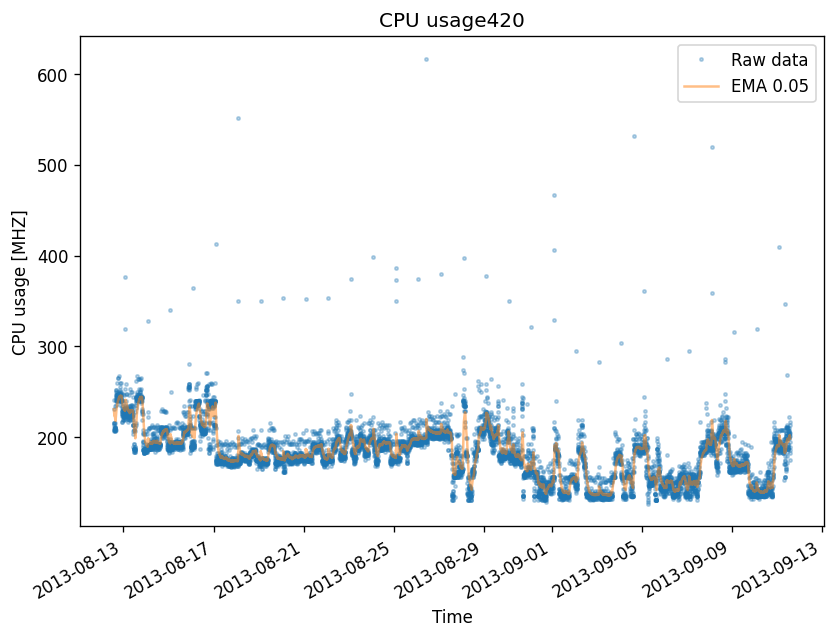 CPU usage420
Raw data
EMA 0.05
CPU usage [MHZ]
600
500
400
300
200
2013-08-13
2013-08-17
2013-08-21
2013-08-25
2013-08-29
2013-09-01
2013-09-05
2013-09-09
2013-09-13
Time